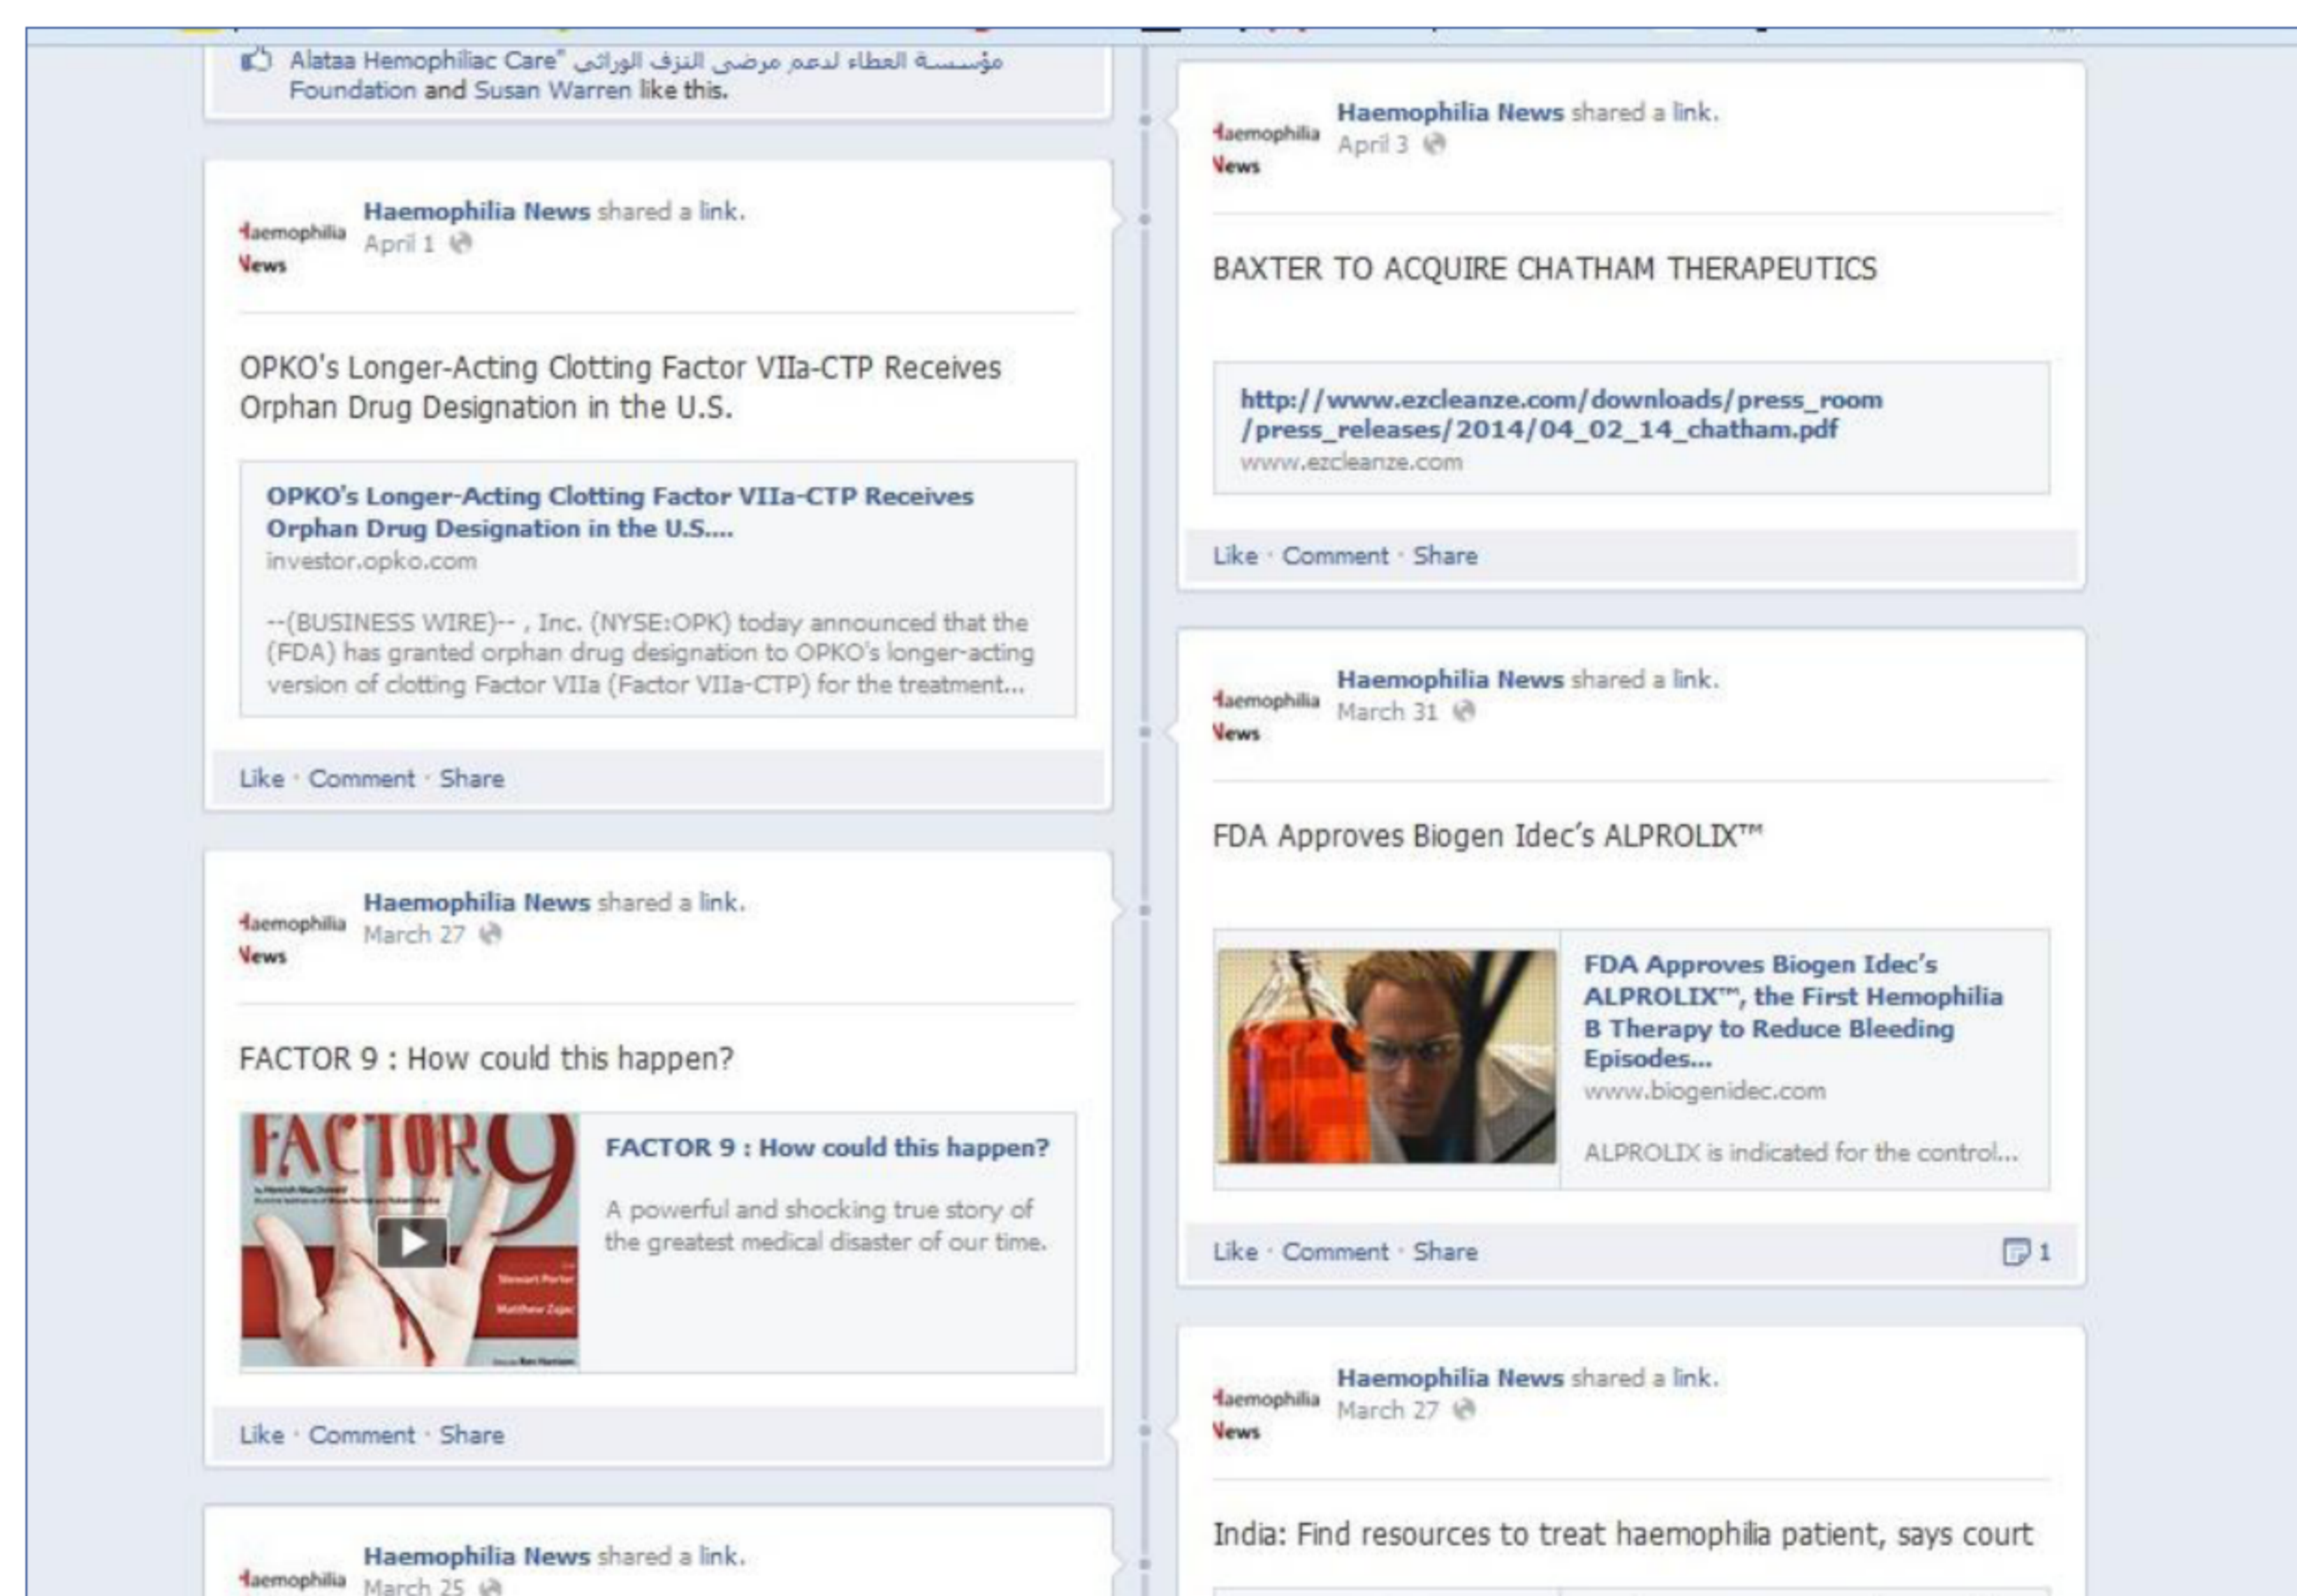 مؤسسة العطاء لدعم مرضى النزف الوراثي "Alataa Hemophiliac Care
Foundation and Susan Warren like this.
Haemophilia News shared a link.
April 1
Haemophilia
News
OPKO's Longer-Acting Clotting Factor VIIa-CTP Receives
Orphan Drug Designation in the U.S.
OPKO's Longer-Acting Clotting Factor VIIa-CTP Receives
Orphan Drug Designation in the U.S....
investor.opko.com
--(BUSINESS WIRE)-- , Inc. (NYSE:OPK) today announced that the
(FDA) has granted orphan drug designation to OPKO's longer-acting
version of clotting Factor VIIa (Factor VIIa-CTP) for the treatment...
Like · Comment · Share
Haemophilia News shared a link.
March 27
Haemophilia
News
FACTOR 9 : How could this happen?
FACTOR 9
Stewart Porter
Matthew Zajac
FACTOR 9 : How could this happen?
A powerful and shocking true story of
the greatest medical disaster of our time.
Like · Comment · Share
Haemophilia News shared a link.
March 25
Haemophilia
Haemophilia News shared a link.
April 3
Haemophilia
News
BAXTER TO ACQUIRE CHATHAM THERAPEUTICS
http://www.ezcleanze.com/downloads/press_room
/press_releases/2014/04_02_14_chatham.pdf
www.ezcleanze.com
Like · Comment · Share
Haemophilia News shared a link.
March 31
Haemophilia
News
FDA Approves Biogen Idec's ALPROLIX™
FDA Approves Biogen Idec's
ALPROLIX™, the First Hemophilia
B Therapy to Reduce Bleeding
Episodes...
www.biogenidec.com
ALPROLIX is indicated for the control...
Like · Comment · Share
1
Haemophilia News shared a link.
March 27
Haemophilia
News
India: Find resources to treat haemophilia patient, says court